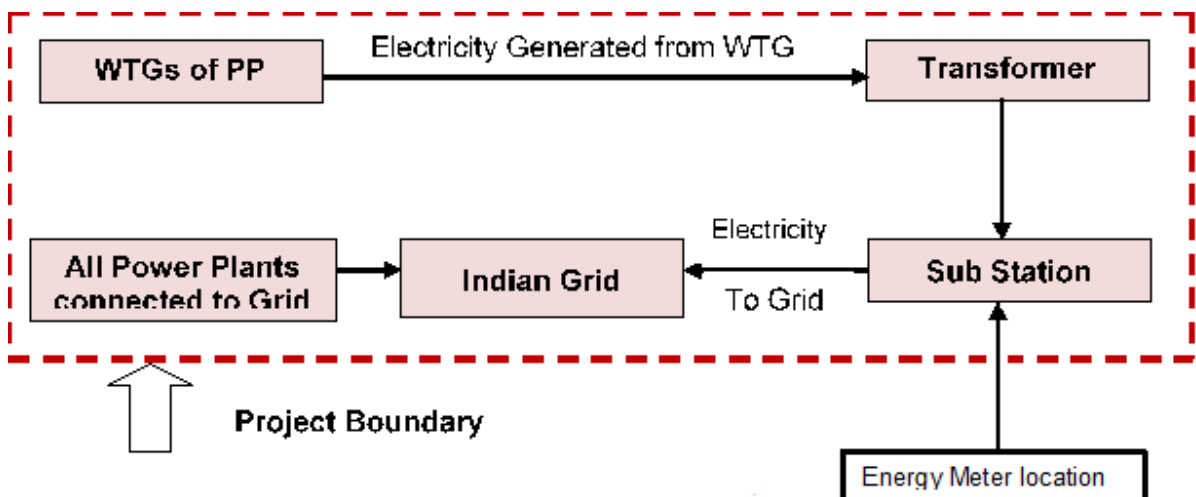 Electricity Generated from WTG
WTGs of PP
Transformer
Electricity
All Power Plants
connected to Grid
Indian Grid
Sub Station
To Grid
Project Boundary
Energy Meter location